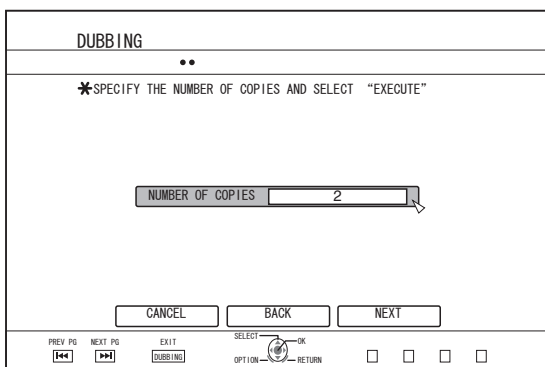 DUBBING
✱SPECIFY THE NUMBER OF COPIES AND SELECT “EXECUTE”
NUMBER OF COPIES 2
CANCEL BACK NEXT
PREV PG NEXT PG EXIT SELECT OK
DUBBING OPTION RETURN